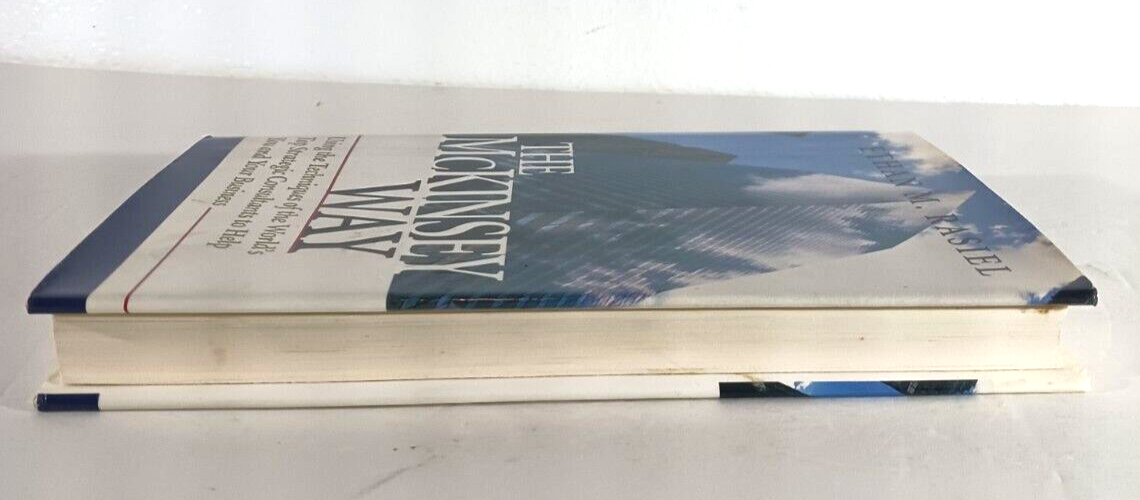 ETHAN M. RASIEL
THE
MCKINSEY
WAY
Using the Techniques of the World's
Top Strategic Consultants to Help
You and Your Business